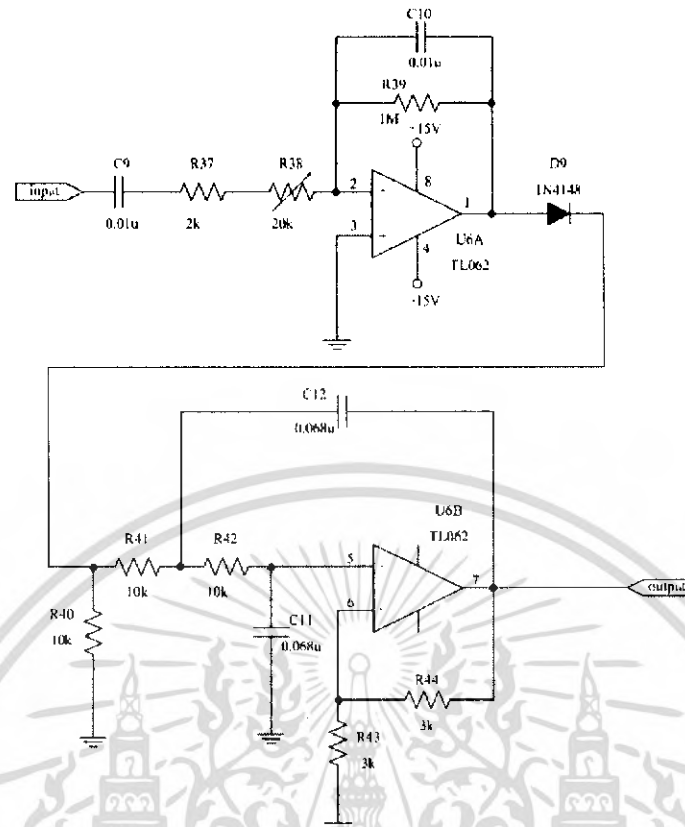 C10
0.01u
R39
1M
-15V
Input
C9
0.01u
R37
2k
R38
20k
2
-
3
+
8
1
4
U6A
TL062
-15V
D9
1N4148
C12
0.068u
R41
10k
R42
10k
R40
10k
C11
0.068u
5
6
-
7
U6B
TL062
output
R44
3k
R43
3k